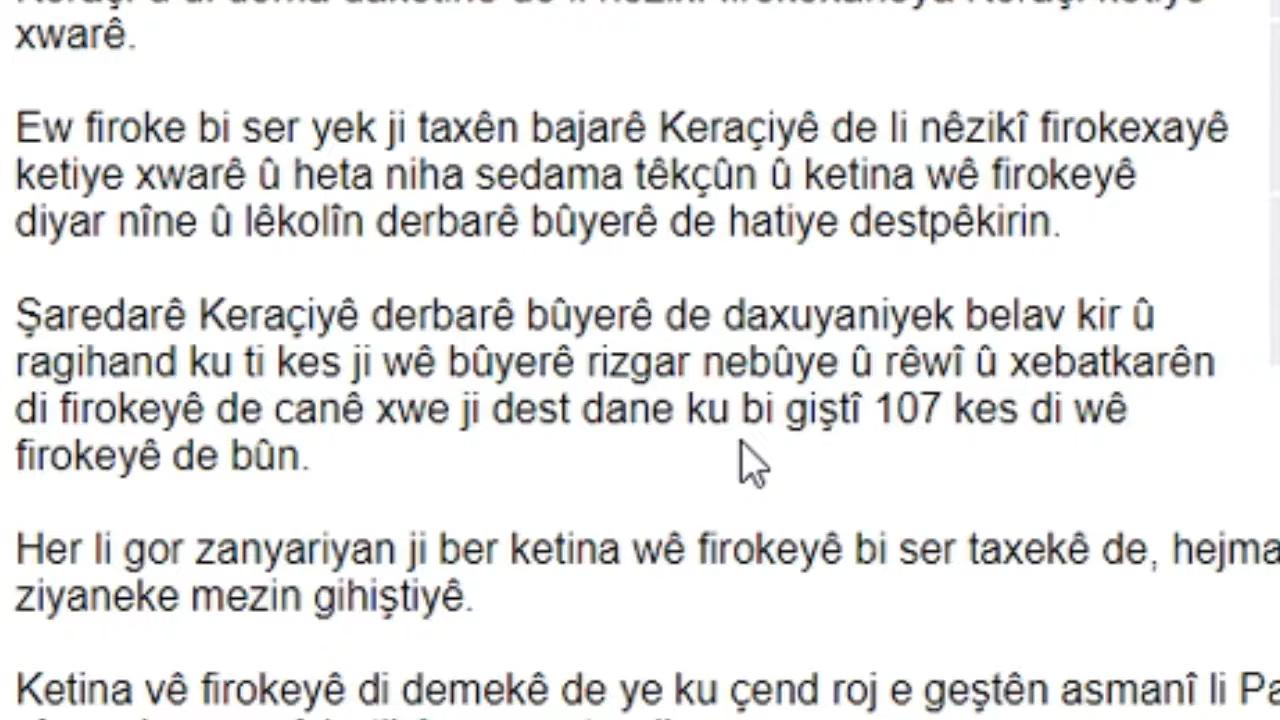 xwarê.
Ew firoke bi ser yek ji taxên bajarê Keraçiyê de li nêzikî firokexayê
ketiye xwarê û heta niha sedama têkçûn û ketina wê firokeyê
diyar nîne û lêkolîn derbarê bûyerê de hatiye destpêkirin.
Şaredarê Keraçiyê derbarê bûyerê de daxuyaniyek belav kir û
ragihand ku ti kes ji wê bûyerê rizgar nebûye û rêwî û xebatkarên
di firokeyê de canê xwe ji dest dane ku bi giştî 107 kes di wê
firokeyê de bûn.
Her li gor zanyariyan ji ber ketina wê firokeyê bi ser taxekê de, hejma
ziyaneke mezin gihiştiyê.
Ketina vê firokeyê di demekê de ye ku çend roj e geştên asmanî li Pa